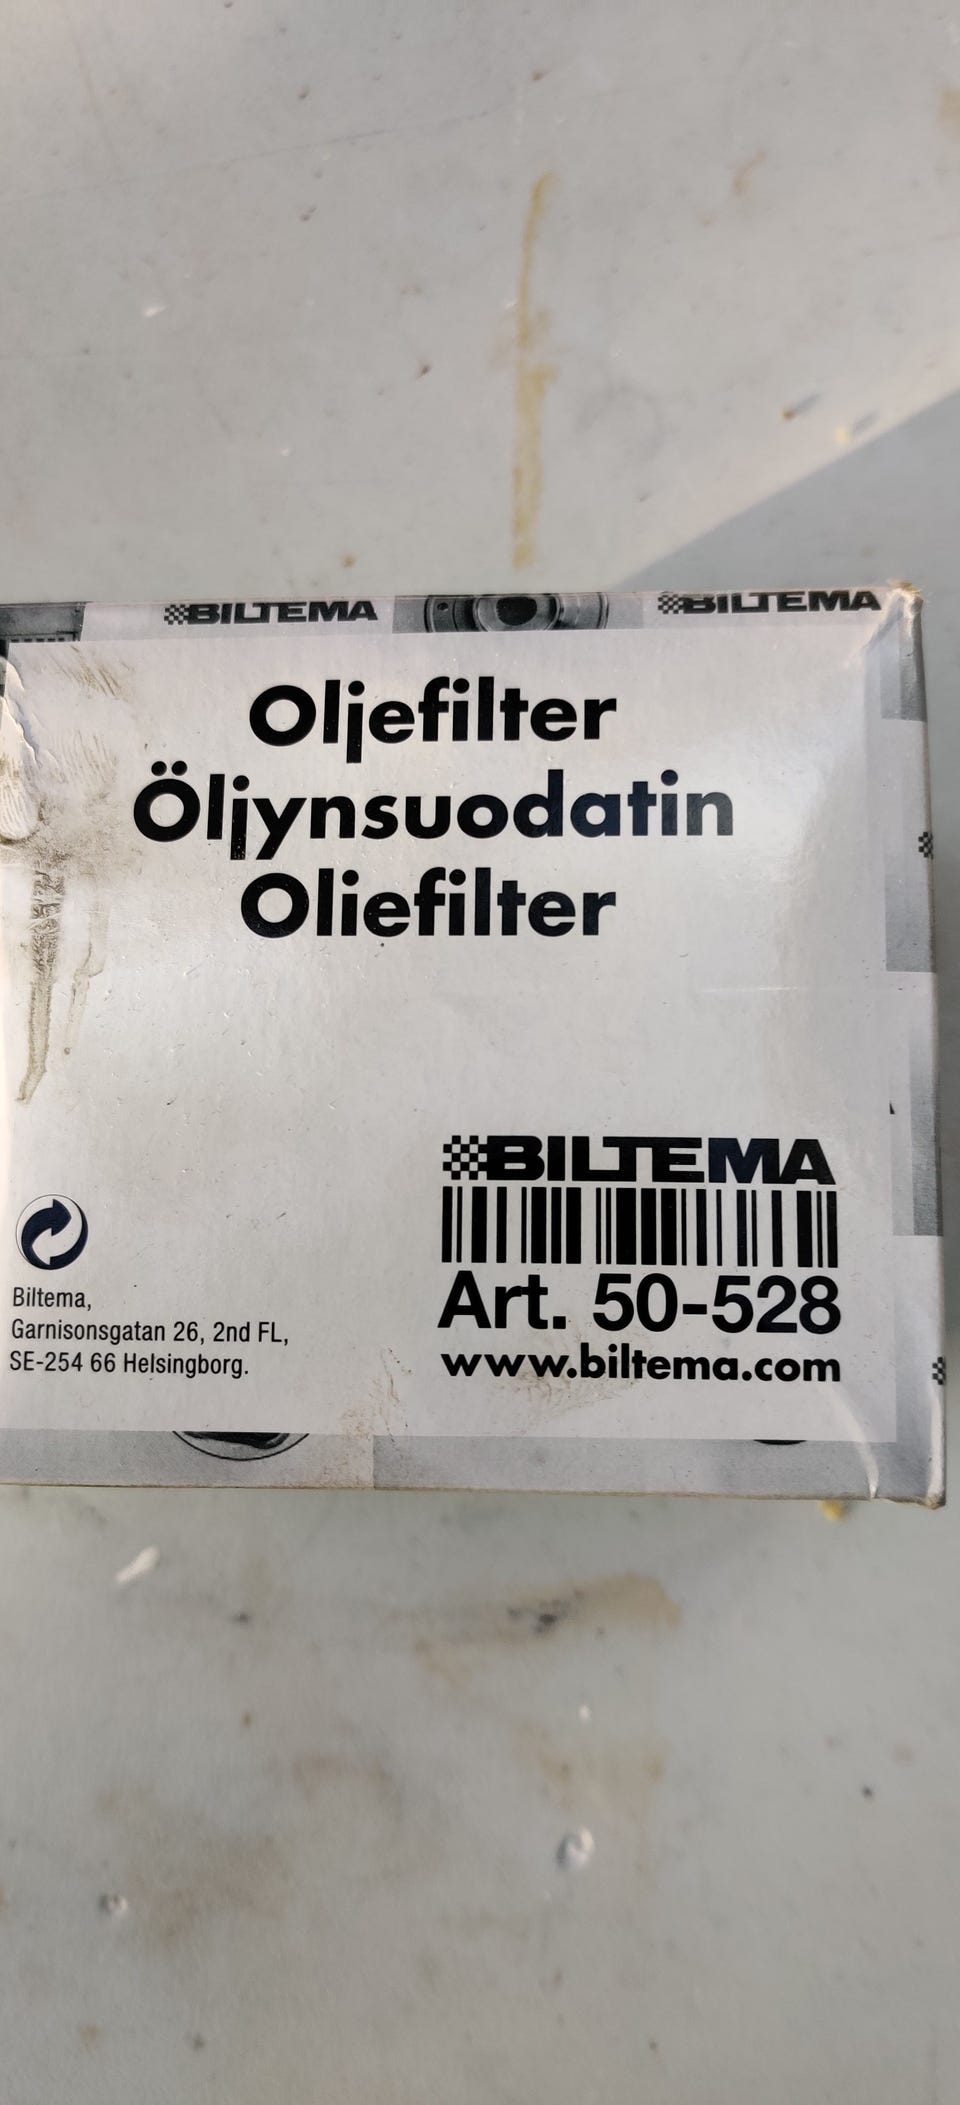 BILTEMA BILTEMA
Oljefilter
Öljynsuodatin
Oliefilter
BILTEMA
Art. 50-528
www.biltema.com
Biltema,
Garnisonsgatan 26, 2nd FL,
SE-254 66 Helsingborg.